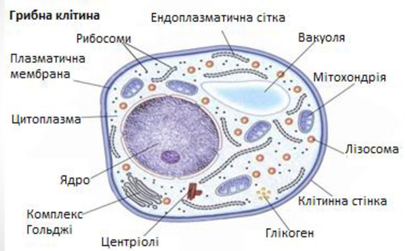 Грибна клітина
Ендоплазматична сітка
Рибосоми
Вакуоля
Плазматична
мембрана
Мітохондрія
Цитоплазма
Лізосома
Ядро
Клітинна стінка
Комплекс
Гольджі
Центріолі
Глікоген